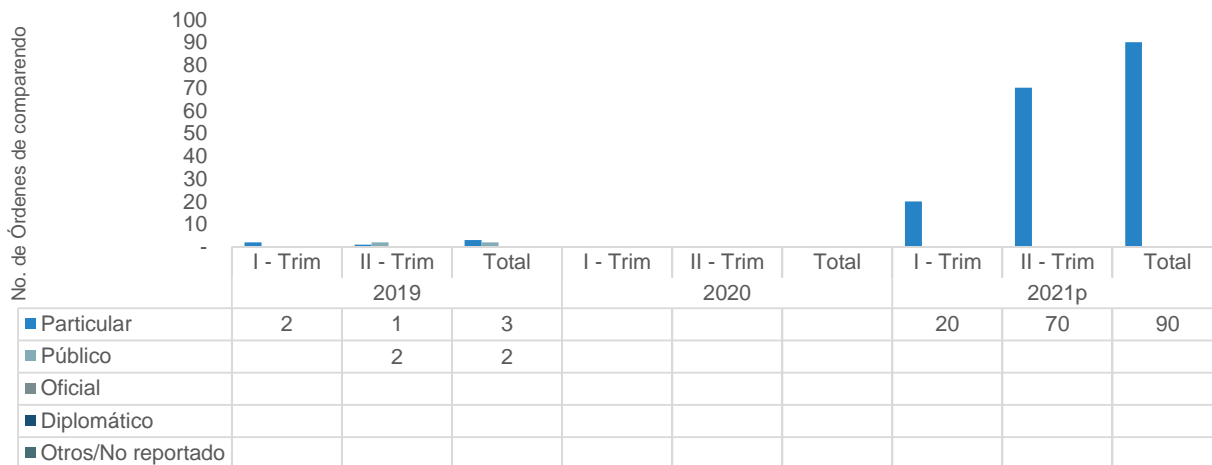 No. de Órdenes de comparendo
100
90
80
70
60
50
40
30
20
10
-
I - Trim II - Trim Total I - Trim II - Trim Total I - Trim II - Trim Total
2019 2020 2021p
Particular 2 1 3 20 70 90
Público 2 2
Oficial
Diplomático
Otros/No reportado